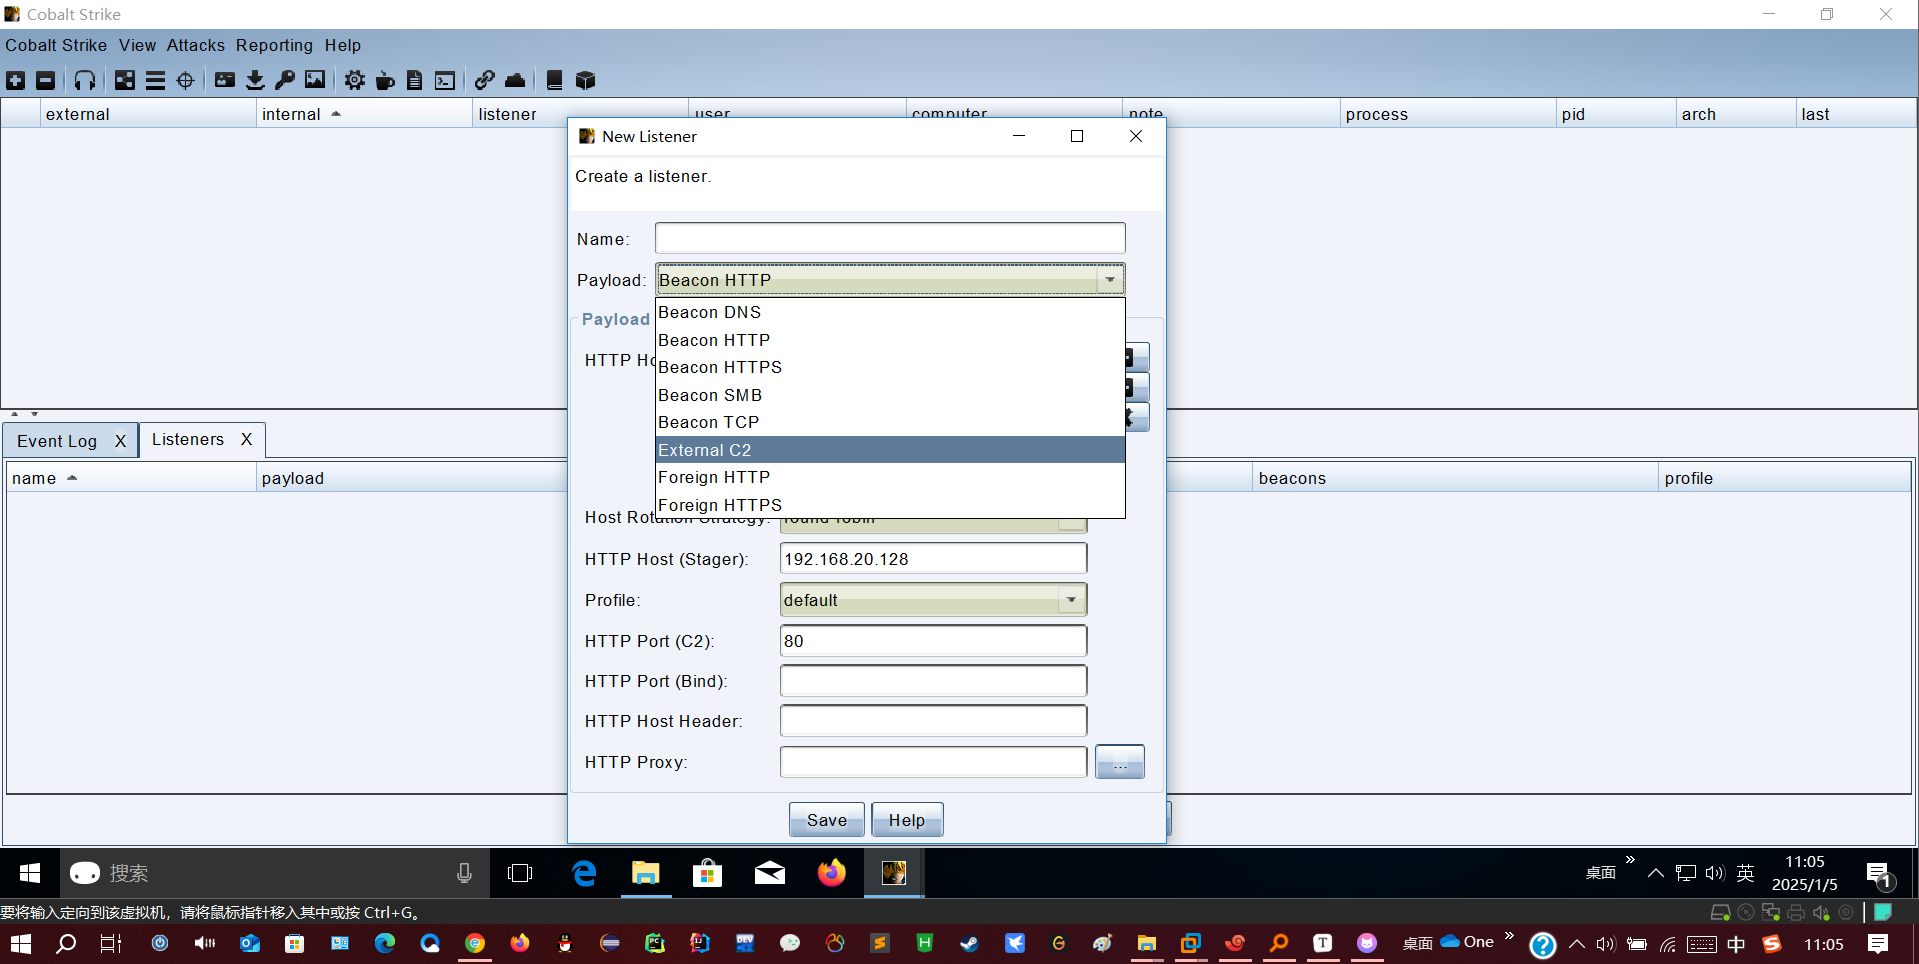 Cobalt Strike
Cobalt Strike View Attacks Reporting Help
external internal listener user computer note process pid arch last
New Listener
Create a listener.
Name:
Payload: Beacon HTTP
Beacon DNS
Beacon HTTP
Beacon HTTPS
Beacon SMB
Beacon TCP
External C2
Foreign HTTP
Foreign HTTPS
Payload
HTTP Ho
Host Rotation Strategy: round-robin
HTTP Host (Stager): 192.168.20.128
Profile: default
HTTP Port (C2): 80
HTTP Port (Bind):
HTTP Host Header:
HTTP Proxy: ...
Save Help
Event Log X Listeners X
name payload beacons profile
搜索 桌面 » 英 11:05
2025/1/5 1
要将输入定向到该虚拟机，请将鼠标指针移入其中或按 Ctrl+G。
桌面 One » 中 11:05